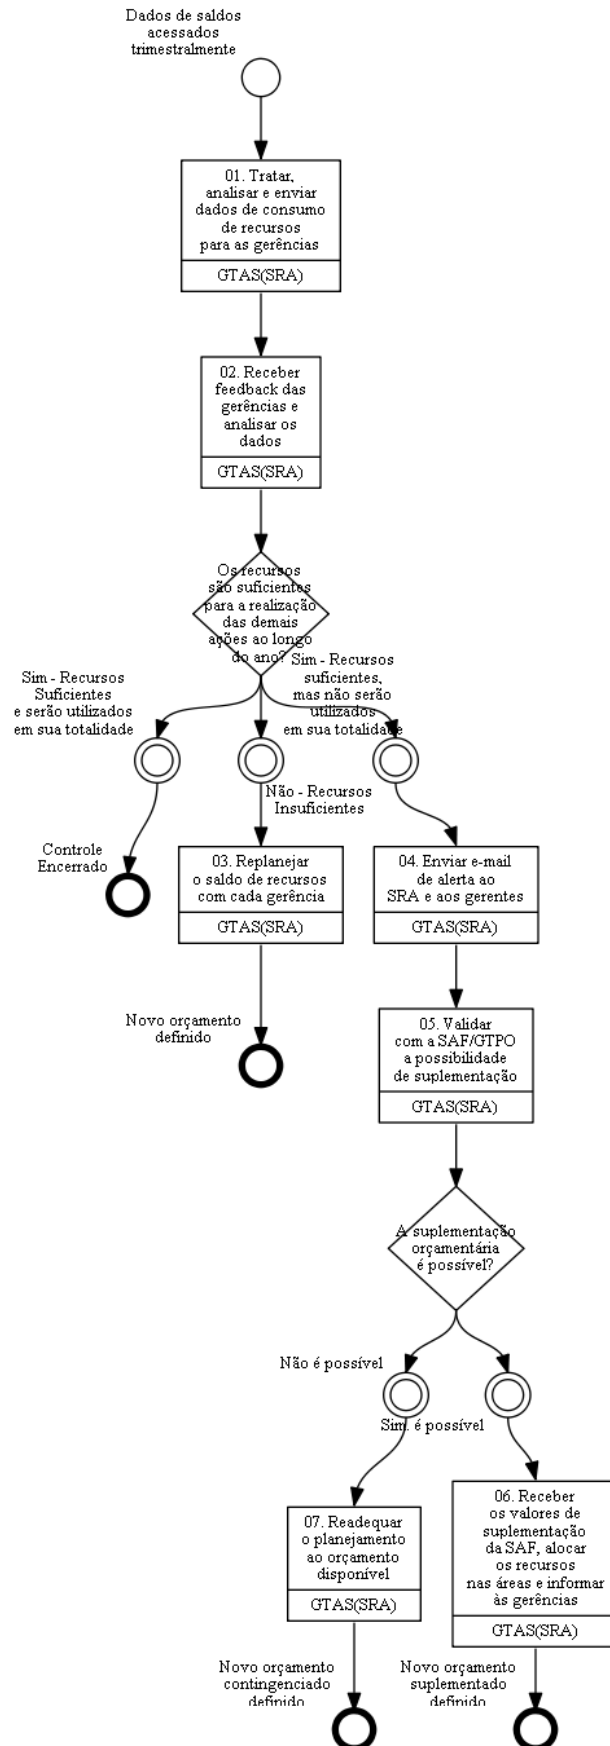 Dados de saldos
acessados
trimestralmente
01. Tratar,
analisar e enviar
dados de consumo
de recursos
para as gerências
GTAS(SRA)
02. Receber
feedback das
gerências e
analisar os
dados
GTAS(SRA)
Os recursos
são suficientes
para a realização
das demais
ações ao longo
do ano?
Sim - Recursos
Suficientes
e serão utilizados
em sua totalidade
Sim - Recursos
suficientes,
mas não serão
utilizados
em sua totalidade
Não - Recursos
Insuficientes
Controle
Encerrado
03. Replanejar
o saldo de recursos
com cada gerência
GTAS(SRA)
04. Enviar e-mail
de alerta ao
SRA e aos gerentes
GTAS(SRA)
Novo orçamento
definido
05. Validar
com a SAF/GTPO
a possibilidade
de suplementação
GTAS(SRA)
A suplementação
orçamentária
é possível?
Não é possível
Sim. é possível
07. Readequar
o planejamento
ao orçamento
disponível
GTAS(SRA)
06. Receber
os valores de
suplementação
da SAF, alocar
os recursos
nas áreas e informar
às gerências
GTAS(SRA)
Novo orçamento
contingenciado
definido
Novo orçamento
suplementado
definido